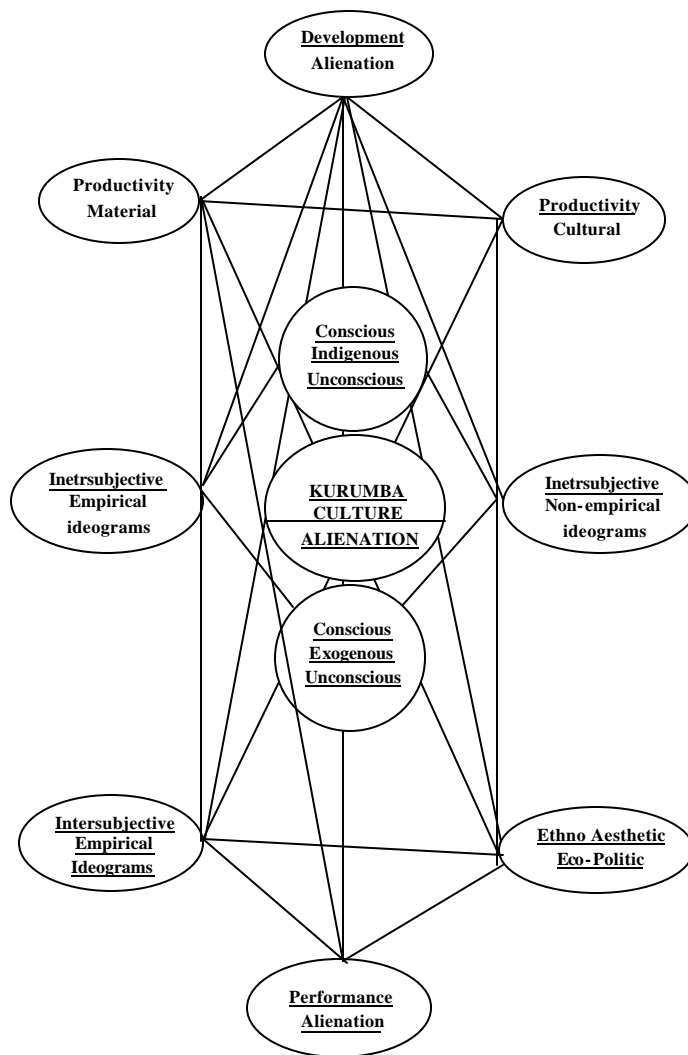 Development
Alienation
Productivity
Material
Productivity
Cultural
Conscious
Indigenous
Unconscious
Inetrsubjective
Empirical
ideograms
KURUMBA
CULTURE
ALIENATION
Inetrsubjective
Non-empirical
ideograms
Conscious
Exogenous
Unconscious
Intersubjective
Empirical
Ideograms
Ethno Aesthetic
Eco-Politic
Performance
Alienation